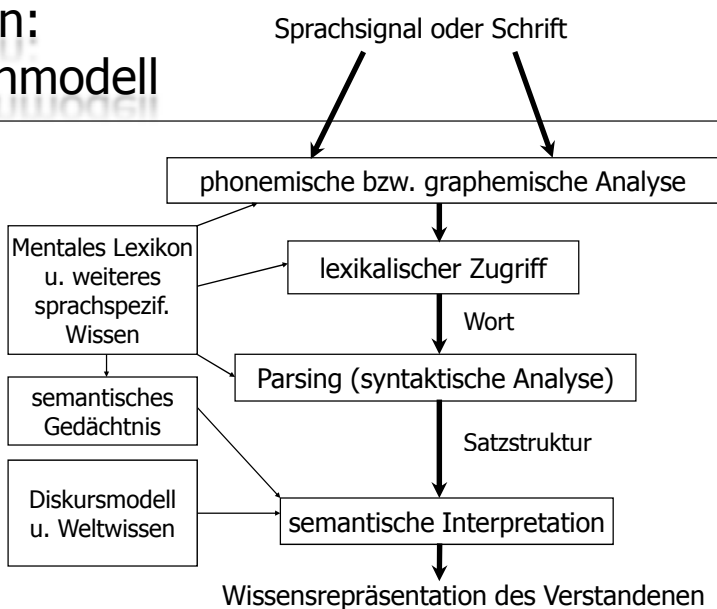 n:
nmodell
Sprachsignal oder Schrift
phonemische bzw. graphemische Analyse
Mentales Lexikon
u. weiteres
sprachspezif.
Wissen
lexikalischer Zugriff
Wort
Parsing (syntaktische Analyse)
semantisches
Gedächtnis
Satzstruktur
Diskursmodell
u. Weltwissen
semantische Interpretation
Wissensrepräsentation des Verstandenen